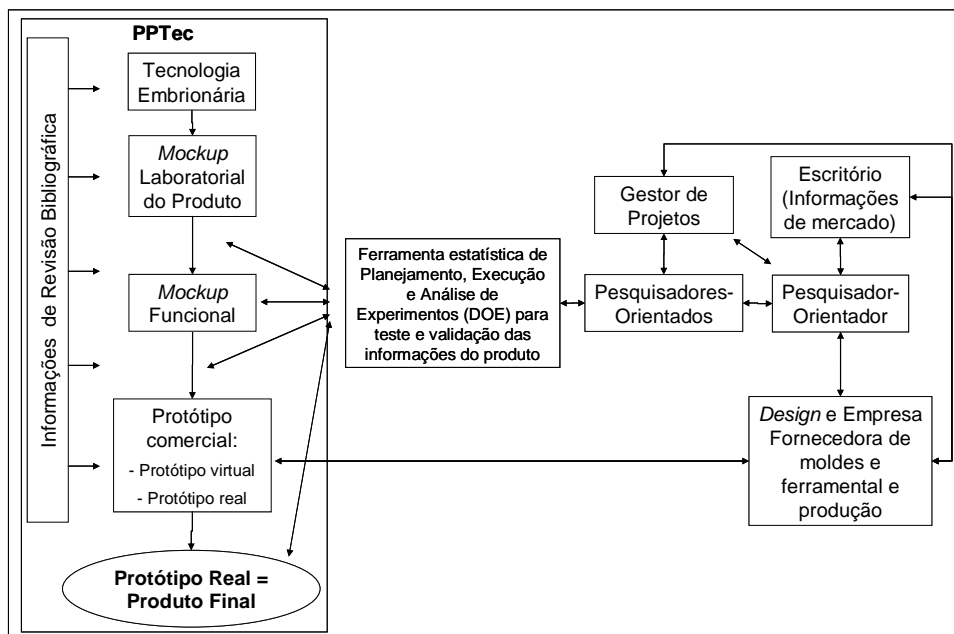 PPTec
Informações de Revisão Bibliográfica
Tecnologia
Embrionária
Mockup
Laboratorial
do Produto
Mockup
Funcional
Protótipo
comercial:
- Protótipo virtual
- Protótipo real
Protótipo Real =
Produto Final
Ferramenta estatística de
Planejamento, Execução
e Análise de
Experimentos (DOE) para
teste e validação das
informações do produto
Gestor de
Projetos
Escritório
(Informações
de mercado)
Pesquisadores-
Orientados
Pesquisador-
Orientador
Design e Empresa
Fornecedora de
moldes e
ferramental e
produção